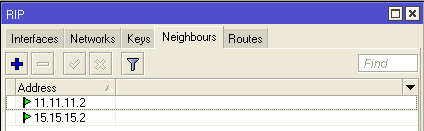 RIP
Interfaces Networks Keys Neighbours Routes
Find
Address
11.11.11.2
15.15.15.2